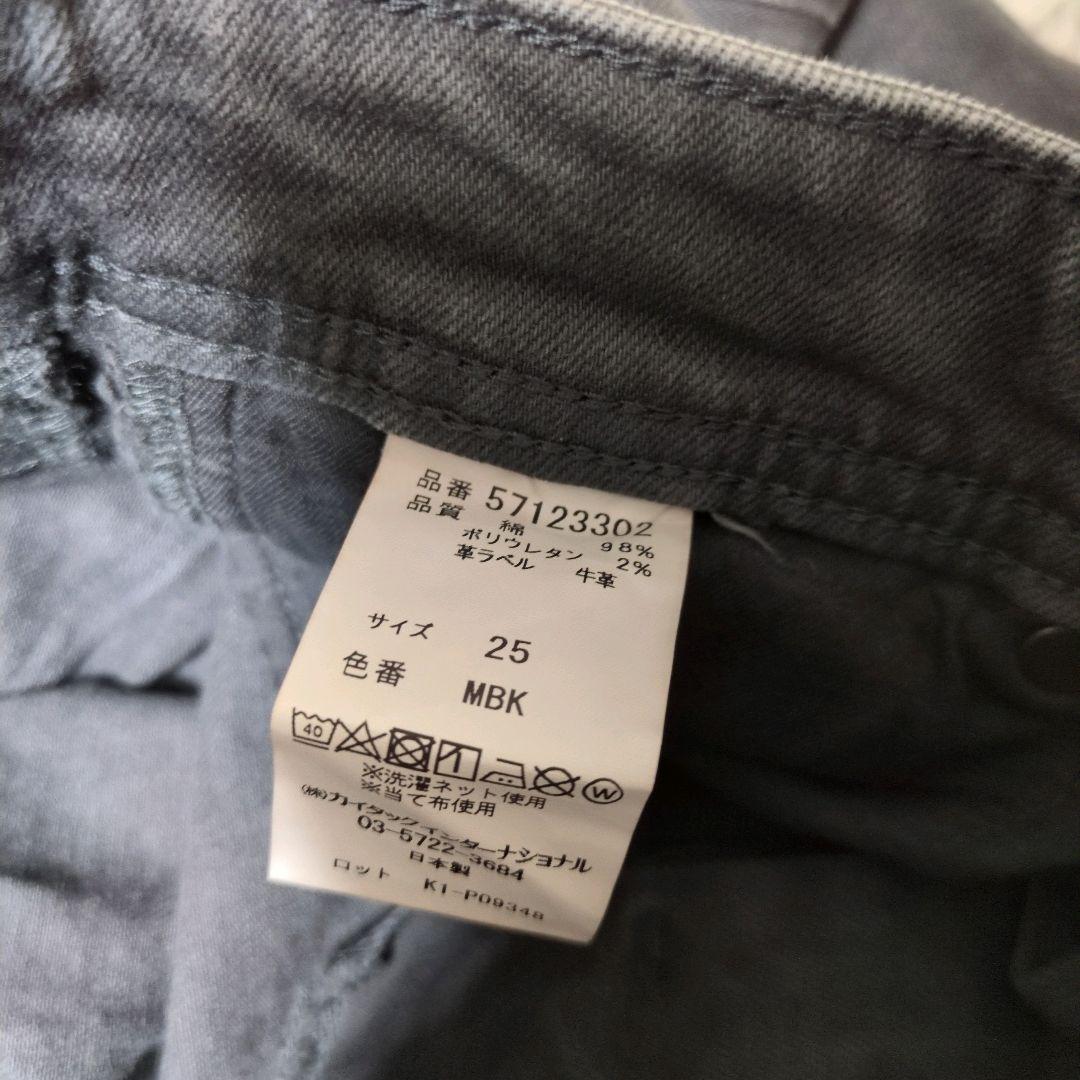 品番 57123302
品質 綿 98%
ポリウレタン 2%
革ラベル 牛革
サイズ 25
色番 MBK
40 W
※洗濯ネット使用
※当て布使用
㈱カイタックインターナショナル
03-5722-3684
日本製
ロット K1-P09348